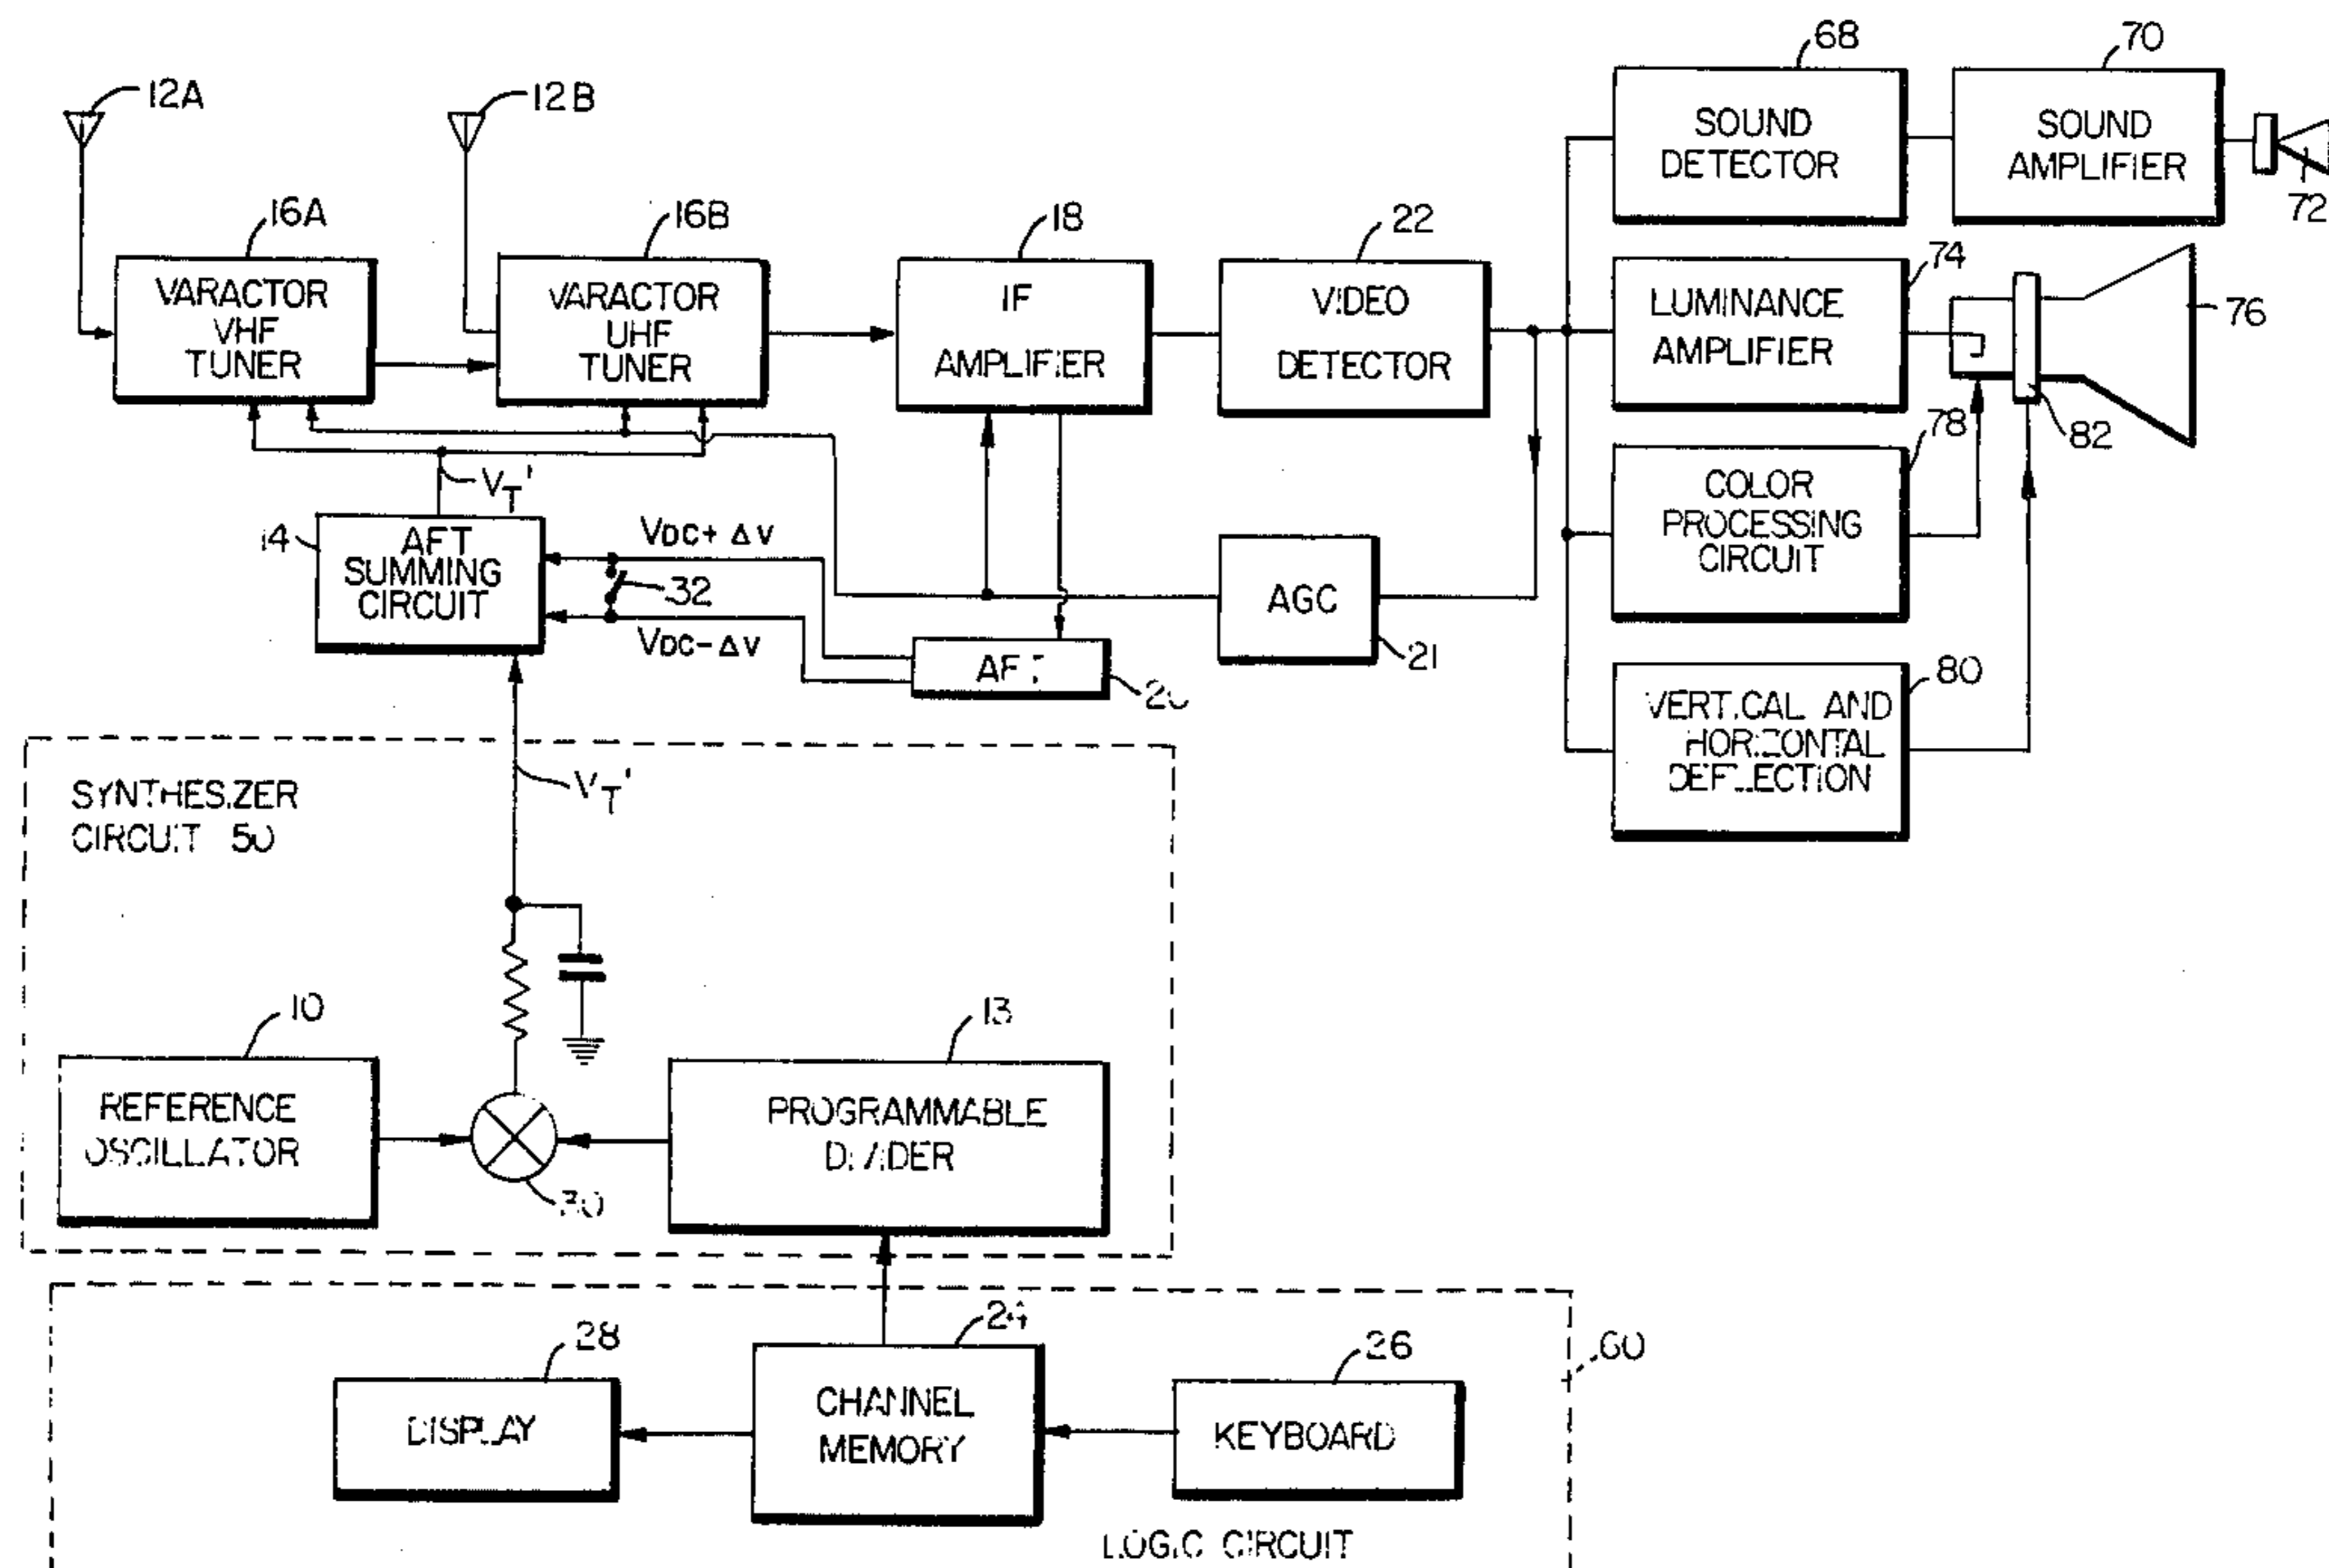 68
70
12A
12B
SOUND
DETECTOR
SOUND
AMPLIFIER
72
16A
16B
18
22
74
VARACTOR
VHF
TUNER
VARACTOR
UHF
TUNER
IF
AMPLIFIER
VIDEO
DETECTOR
LUMINANCE
AMPLIFIER
76
82
78
VT'
14
AFT
SUMMING
CIRCUIT
VDC+ ΔV
32
VDC- ΔV
AGC
21
COLOR
PROCESSING
CIRCUIT
AFT
80
VERTICAL AND
HORIZONTAL
DEFLECTION
SYNTHESIZER
CIRCUIT 50
VT'
10
13
REFERENCE
OSCILLATOR
30
PROGRAMMABLE
DIVIDER
24
28
26
60
DISPLAY
CHANNEL
MEMORY
KEYBOARD
LOGIC CIRCUIT